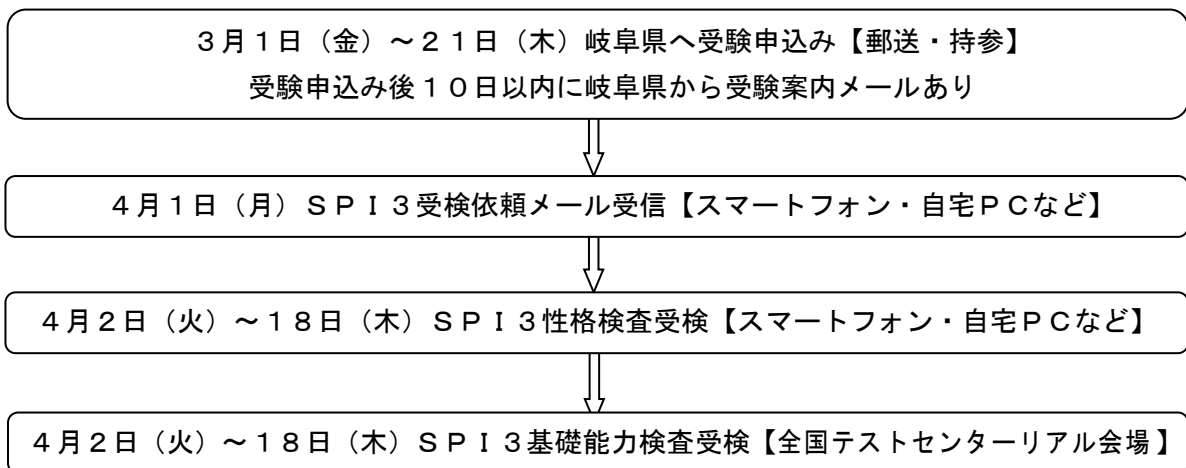 ３月１日（金）～２１日（木）岐阜県へ受験申込み【郵送・持参】
受験申込み後１０日以内に岐阜県から受験案内メールあり
４月１日（月）ＳＰＩ３受検依頼メール受信【スマートフォン・自宅ＰＣなど】
４月２日（火）～１８日（木）ＳＰＩ３性格検査受検【スマートフォン・自宅ＰＣなど】
４月２日（火）～１８日（木）ＳＰＩ３基礎能力検査受検【全国テストセンターリアル会場】